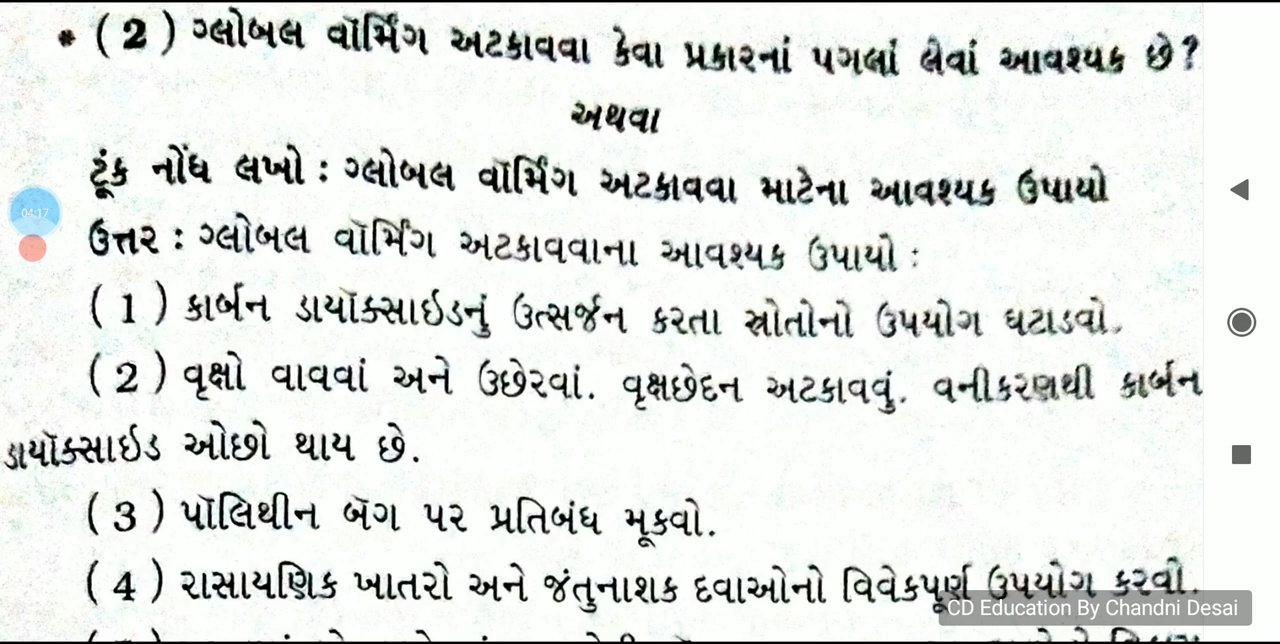 * (2) ગ્લોબલ વૉર્મિંગ અટકાવવા કેવા પ્રકારનાં પગલાં લેવાં આવશ્યક છે?
અથવા
ટૂંક નોંધ લખો : ગ્લોબલ વૉર્મિંગ અટકાવવા માટેના આવશ્યક ઉપાયો
04:17
ઉત્તર : ગ્લોબલ વૉર્મિંગ અટકાવવાના આવશ્યક ઉપાયો :
(1) કાર્બન ડાયૉક્સાઇડનું ઉત્સર્જન કરતા સ્રોતોનો ઉપયોગ ઘટાડવો.
(2) વૃક્ષો વાવવાં અને ઉછેરવાં. વૃક્ષછેદન અટકાવવું. વનીકરણથી કાર્બન
ડાયૉક્સાઇડ ઓછો થાય છે.
(3) પૉલિથીન બૅગ પર પ્રતિબંધ મૂકવો.
(4) રાસાયણિક ખાતરો અને જંતુનાશક દવાઓનો વિવેકપૂર્ણ ઉપયોગ કરવો.
CD Education By Chandni Desai